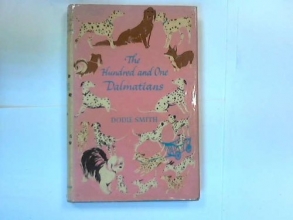 The
Hundred and One
Dalmatians
DODIE SMITH